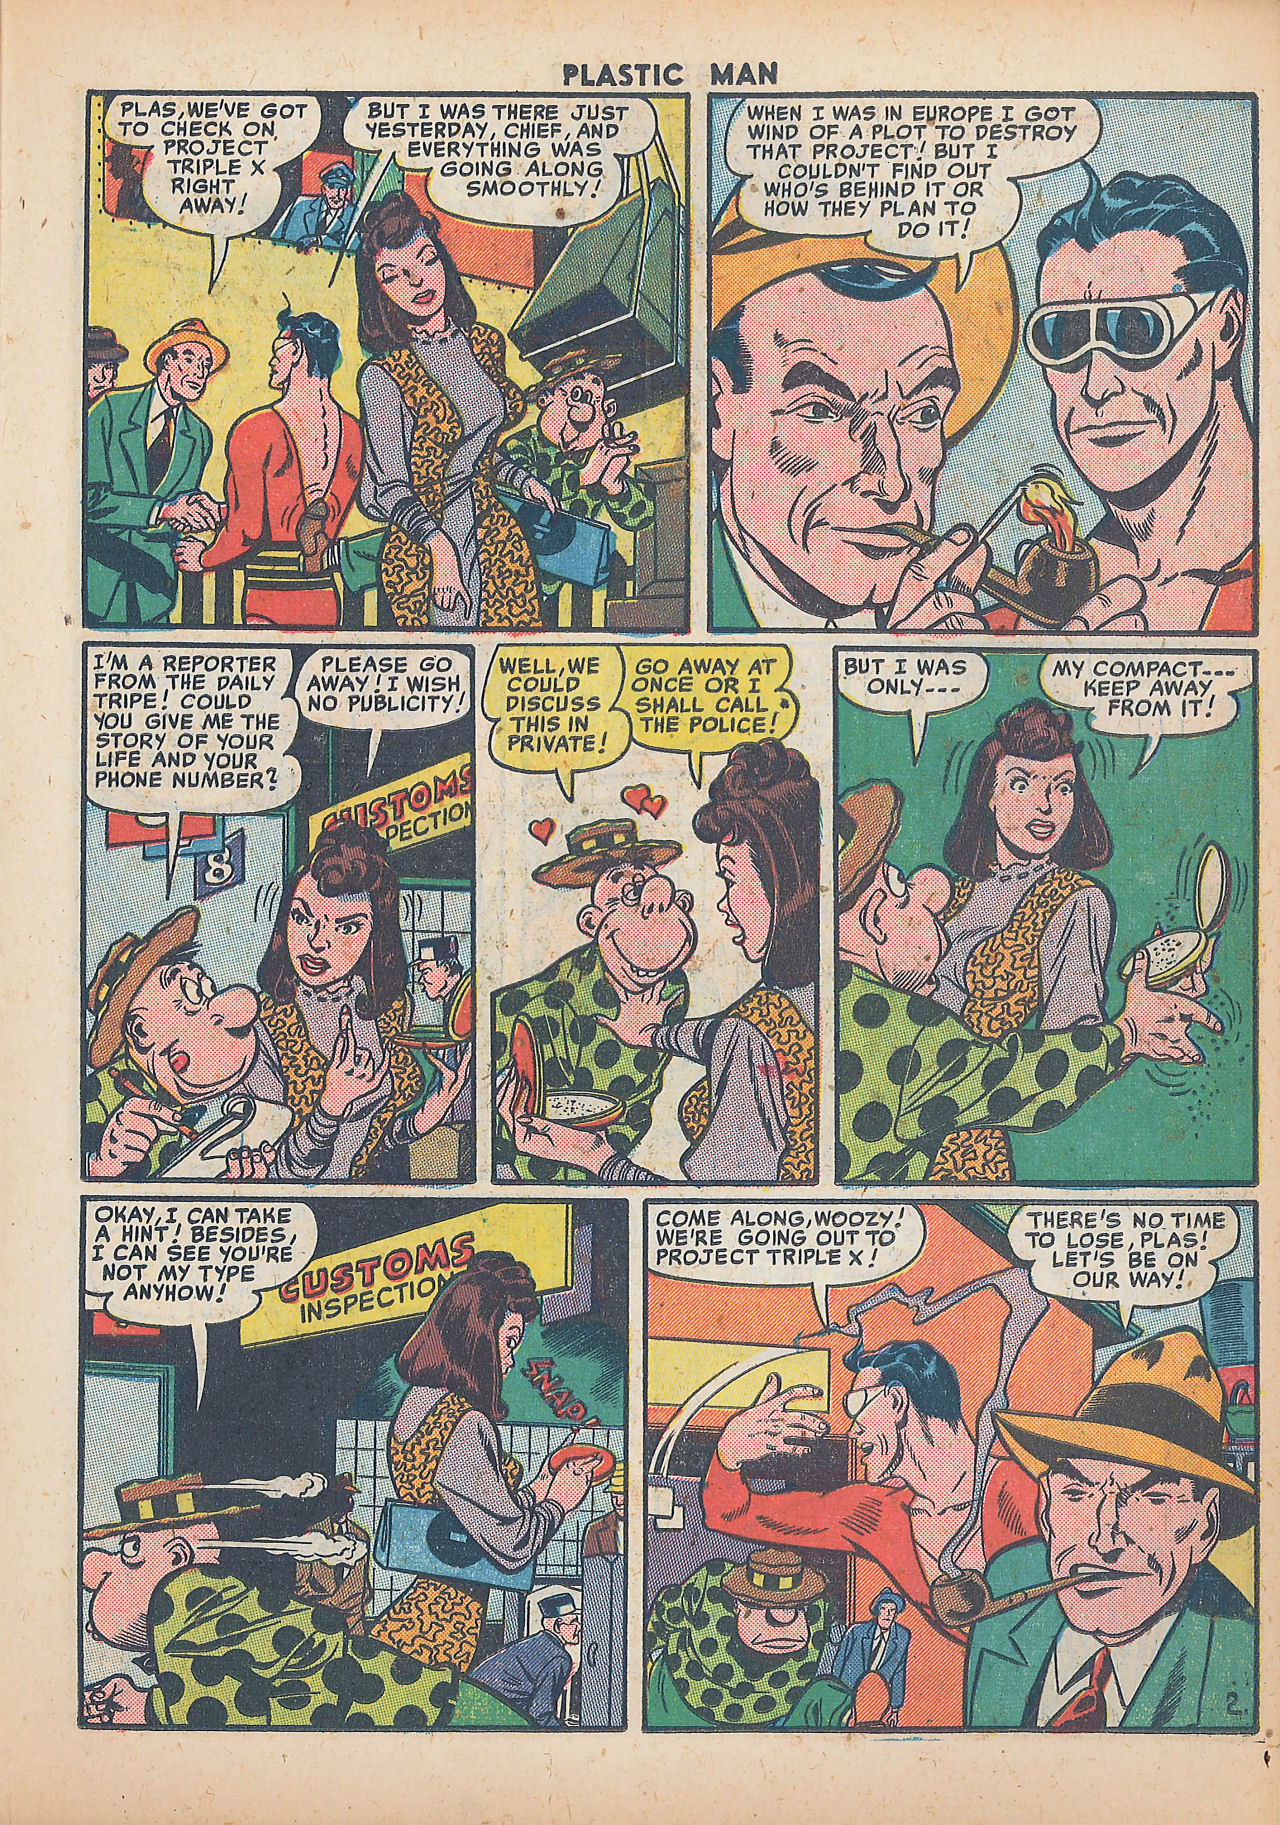 PLASTIC MAN
PLAS, WE'VE GOT
TO CHECK ON
PROJECT
TRIPLE X
RIGHT
AWAY!
BUT I WAS THERE JUST
YESTERDAY, CHIEF, AND
EVERYTHING WAS
GOING ALONG
SMOOTHLY!
WHEN I WAS IN EUROPE I GOT
WIND OF A PLOT TO DESTROY
THAT PROJECT! BUT I
COULDN'T FIND OUT
WHO'S BEHIND IT OR
HOW THEY PLAN TO
DO IT!
I'M A REPORTER
FROM THE DAILY
TRIPE! COULD
YOU GIVE ME THE
STORY OF YOUR
LIFE AND YOUR
PHONE NUMBER?
PLEASE GO
AWAY! I WISH
NO PUBLICITY!
CUSTOMS
PECTION
8
WELL, WE
COULD
DISCUSS
THIS IN
PRIVATE!
GO AWAY AT
ONCE OR I
SHALL CALL
THE POLICE!
BUT I WAS
ONLY---
MY COMPACT---
KEEP AWAY
FROM IT!
OKAY, I CAN TAKE
A HINT! BESIDES,
I CAN SEE YOU'RE
NOT MY TYPE
ANYHOW!
CUSTOMS
INSPECTION
SNAP!
COME ALONG, WOOZY!
WE'RE GOING OUT TO
PROJECT TRIPLE X!
THERE'S NO TIME
TO LOSE, PLAS!
LET'S BE ON
OUR WAY!
2